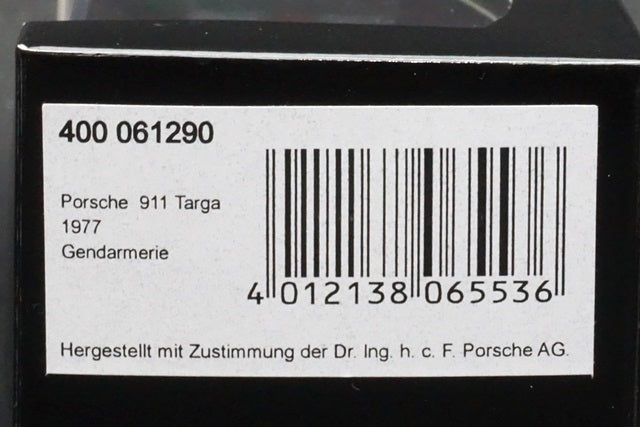 400 061290
Porsche 911 Targa
1977
Gendarmerie
4 012138 065536
Hergestellt mit Zustimmung der Dr. Ing. h. c. F. Porsche AG.